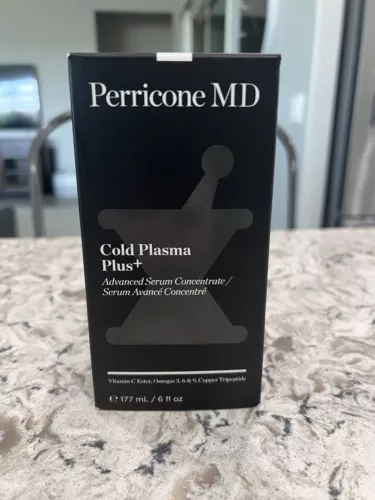 Perricone MD
Cold Plasma
Plus+
Advanced Serum Concentrate /
Serum Avancé Concentré
Vitamin C Ester, Omegas 3, 6 & 9, Copper Tripeptide
℮ 177 mL / 6 fl oz